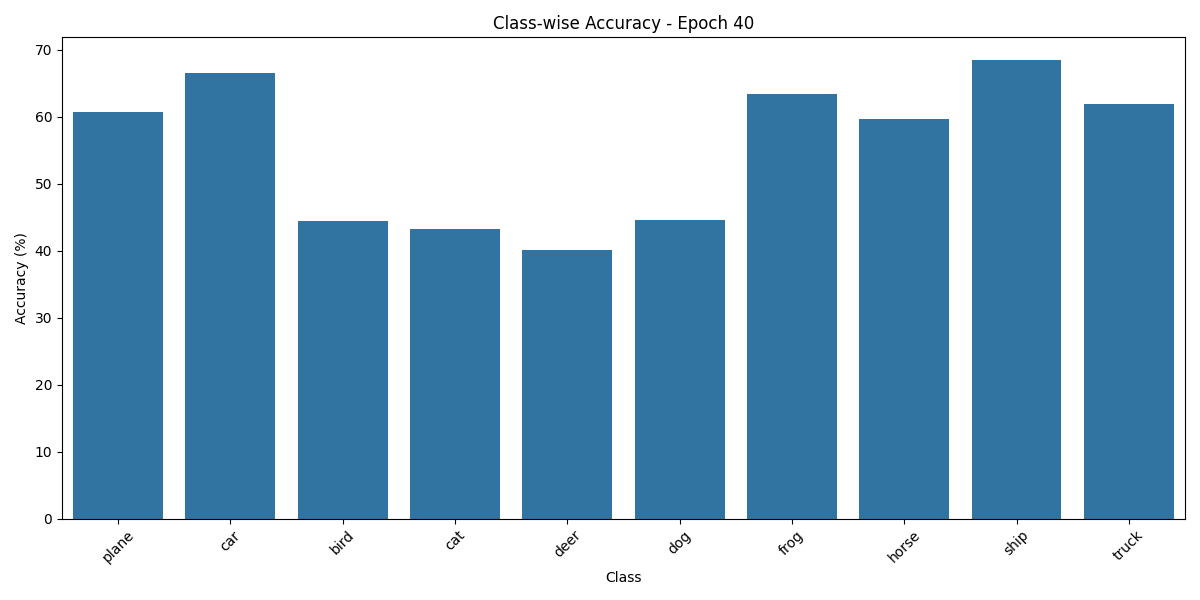 Class-wise Accuracy - Epoch 40
Accuracy (%)
70
60
50
40
30
20
10
0
plane
car
bird
cat
deer
dog
frog
horse
ship
truck
Class